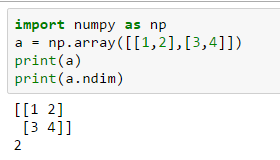 import numpy as np
a = np.array([[1,2],[3,4]])
print(a)
print(a.ndim)
[[1 2]
 [3 4]]
2